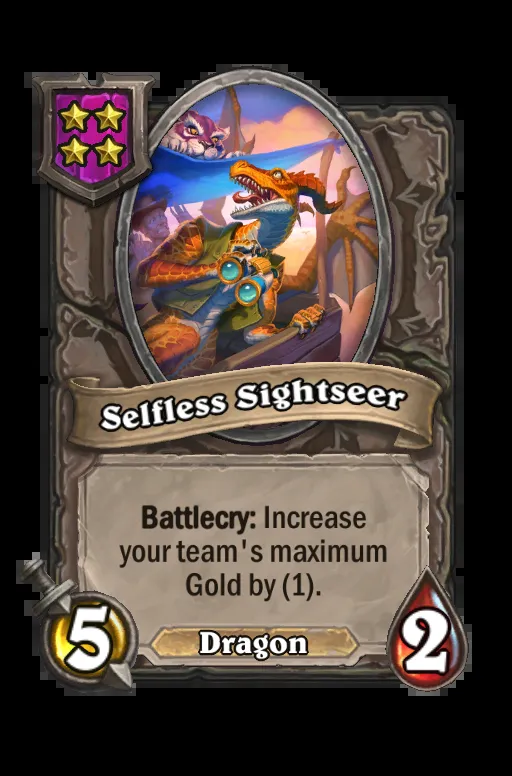 Selfless Sightseer
Battlecry: Increase
your team's maximum
Gold by (1).
5
Dragon
2